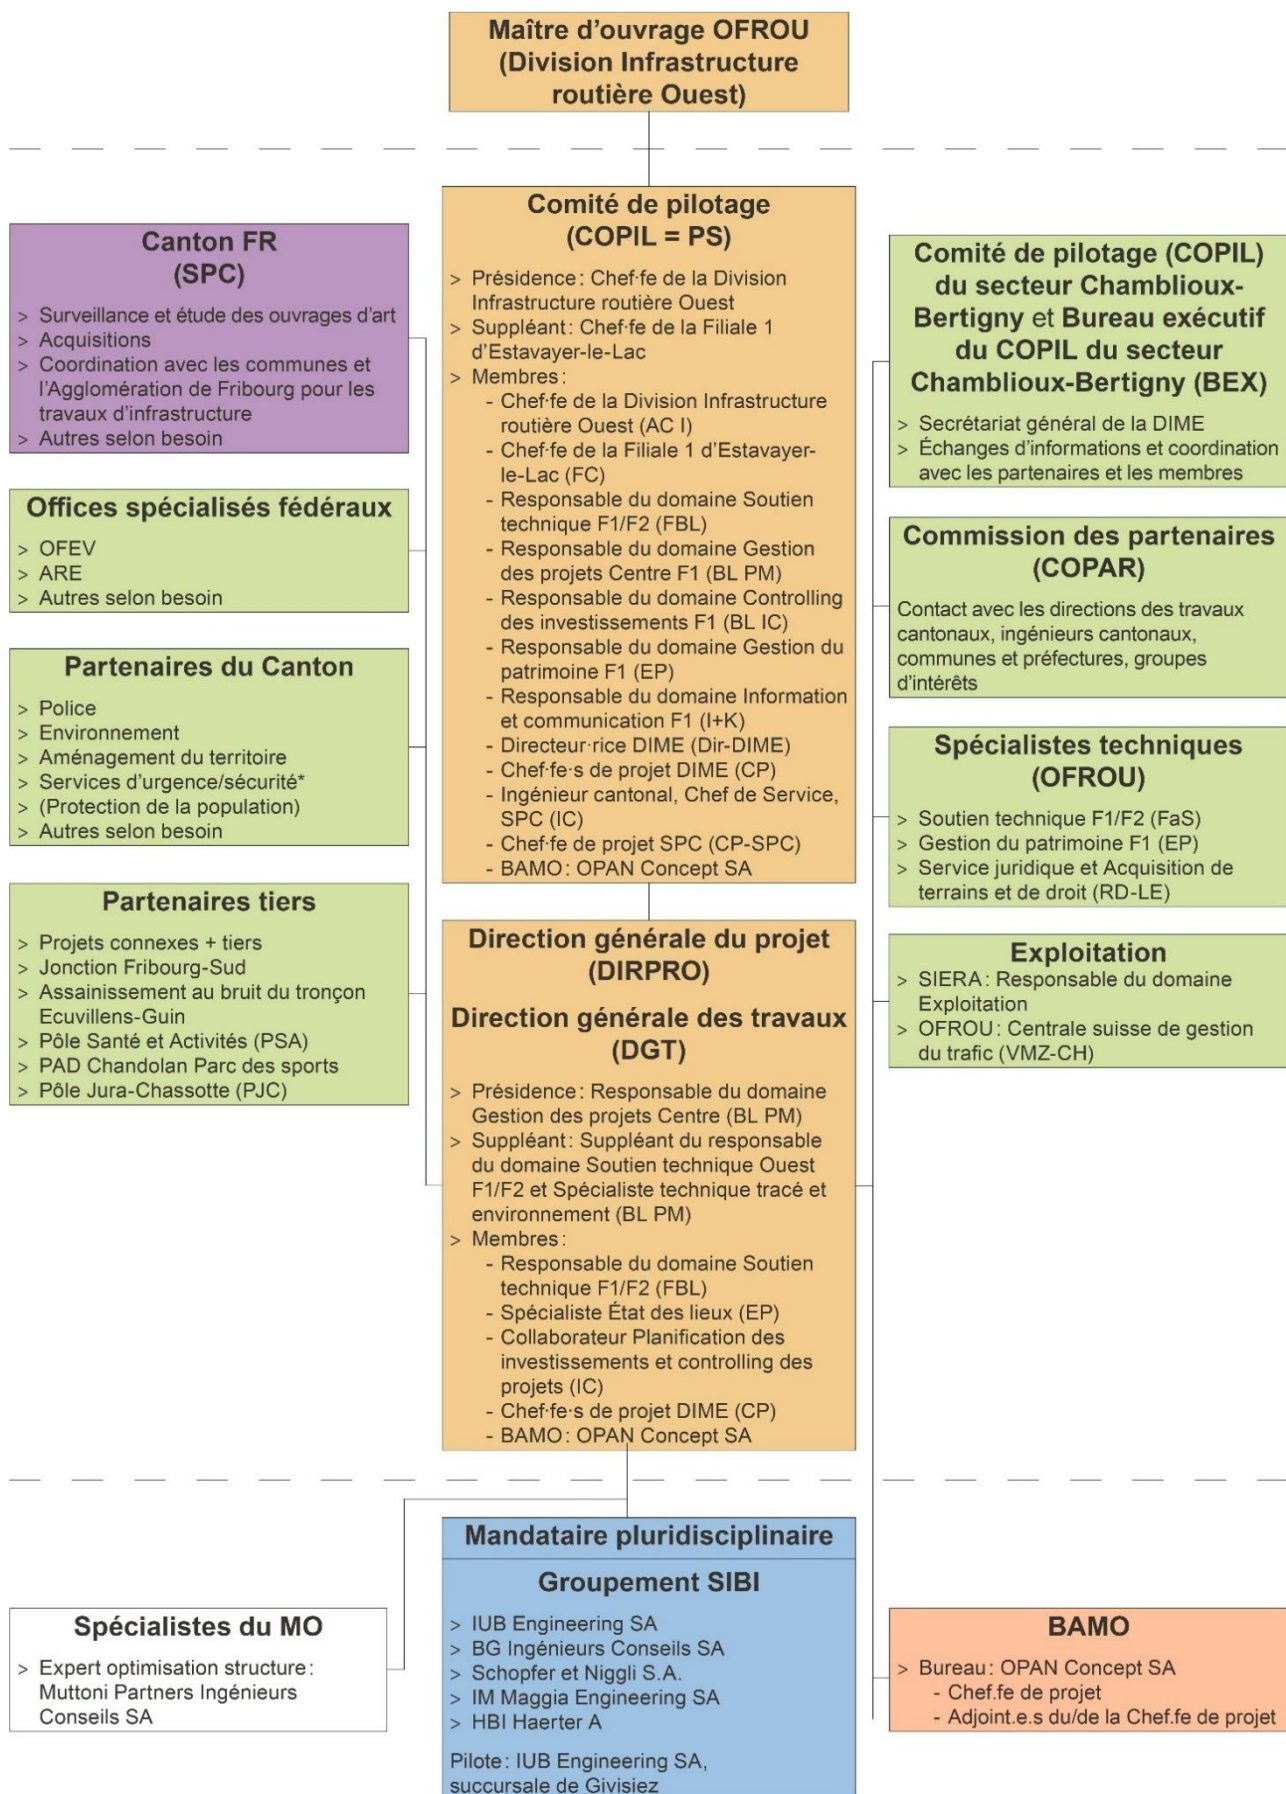 Maître d'ouvrage OFROU
(Division Infrastructure
routière Ouest)
Canton FR
(SPC)
> Surveillance et étude des ouvrages d'art
> Acquisitions
> Coordination avec les communes et
l'Agglomération de Fribourg pour les
travaux d'infrastructure
> Autres selon besoin
Offices spécialisés fédéraux
> OFEV
> ARE
> Autres selon besoin
Partenaires du Canton
> Police
> Environnement
> Aménagement du territoire
> Services d'urgence/sécurité*
> (Protection de la population)
> Autres selon besoin
Partenaires tiers
> Projets connexes + tiers
> Jonction Fribourg-Sud
> Assainissement au bruit du tronçon
Ecuvillens-Guin
> Pôle Santé et Activités (PSA)
> PAD Chandolan Parc des sports
> Pôle Jura-Chassotte (PJC)
Comité de pilotage
(COPIL = PS)
> Présidence : Chef·fe de la Division
Infrastructure routière Ouest
> Suppléant : Chef·fe de la Filiale 1
d'Estavayer-le-Lac
> Membres :
- Chef·fe de la Division Infrastructure
routière Ouest (AC I)
- Chef·fe de la Filiale 1 d'Estavayer-
le-Lac (FC)
- Responsable du domaine Soutien
technique F1/F2 (FBL)
- Responsable du domaine Gestion
des projets Centre F1 (BL PM)
- Responsable du domaine Controlling
des investissements F1 (BL IC)
- Responsable du domaine Gestion du
patrimoine F1 (EP)
- Responsable du domaine Information
et communication F1 (I+K)
- Directeur·rice DIME (Dir-DIME)
- Chef·fe·s de projet DIME (CP)
- Ingénieur cantonal, Chef de Service,
SPC (IC)
- Chef·fe de projet SPC (CP-SPC)
- BAMO : OPAN Concept SA
Direction générale du projet
(DIRPRO)
Direction générale des travaux
(DGT)
> Présidence : Responsable du domaine
Gestion des projets Centre (BL PM)
> Suppléant : Suppléant du responsable
du domaine Soutien technique Ouest
F1/F2 et Spécialiste technique tracé et
environnement (BL PM)
> Membres :
- Responsable du domaine Soutien
technique F1/F2 (FBL)
- Spécialiste État des lieux (EP)
- Collaborateur Planification des
investissements et controlling des
projets (IC)
- Chef·fe·s de projet DIME (CP)
- BAMO : OPAN Concept SA
Comité de pilotage (COPIL)
du secteur Chamblioux-
Bertigny et Bureau exécutif
du COPIL du secteur
Chamblioux-Bertigny (BEX)
> Secrétariat général de la DIME
> Échanges d'informations et coordination
avec les partenaires et les membres
Commission des partenaires
(COPAR)
Contact avec les directions des travaux
cantonaux, ingénieurs cantonaux,
communes et préfectures, groupes
d'intérêts
Spécialistes techniques
(OFROU)
> Soutien technique F1/F2 (FaS)
> Gestion du patrimoine F1 (EP)
> Service juridique et Acquisition de
terrains et de droit (RD-LE)
Exploitation
> SIERA : Responsable du domaine
Exploitation
> OFROU : Centrale suisse de gestion
du trafic (VMZ-CH)
Spécialistes du MO
> Expert optimisation structure :
Muttoni Partners Ingénieurs
Conseils SA
Mandataire pluridisciplinaire
Groupement SIBI
> IUB Engineering SA
> BG Ingénieurs Conseils SA
> Schopfer et Niggli S.A.
> IM Maggia Engineering SA
> HBI Haerter A
Pilote : IUB Engineering SA,
succursale de Givisiez
BAMO
> Bureau : OPAN Concept SA
- Chef.fe de projet
- Adjoint.e.s du/de la Chef.fe de projet